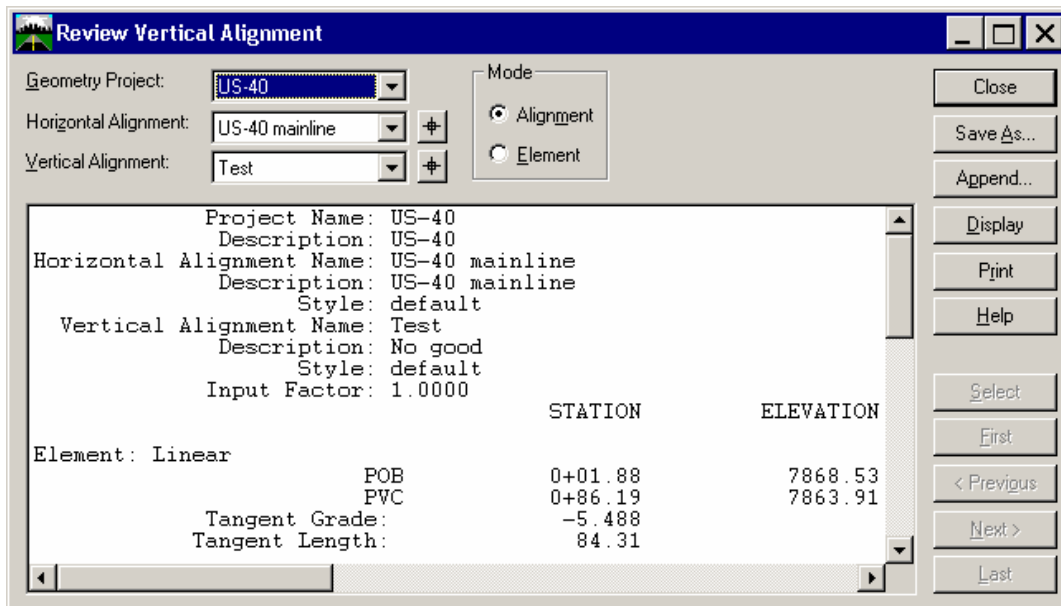 Review Vertical Alignment
Geometry Project:
US-40
Horizontal Alignment:
US-40 mainline
Vertical Alignment:
Test
Mode
Alignment
Element
Close
Save As...
Append...
Display
Print
Help
Select
First
< Previous
Next >
Last
Project Name: US-40
Description: US-40
Horizontal Alignment Name: US-40 mainline
Description: US-40 mainline
Style: default
Vertical Alignment Name: Test
Description: No good
Style: default
Input Factor: 1.0000
STATION ELEVATION
Element: Linear
POB 0+01.88 7868.53
PVC 0+86.19 7863.91
Tangent Grade: -5.488
Tangent Length: 84.31